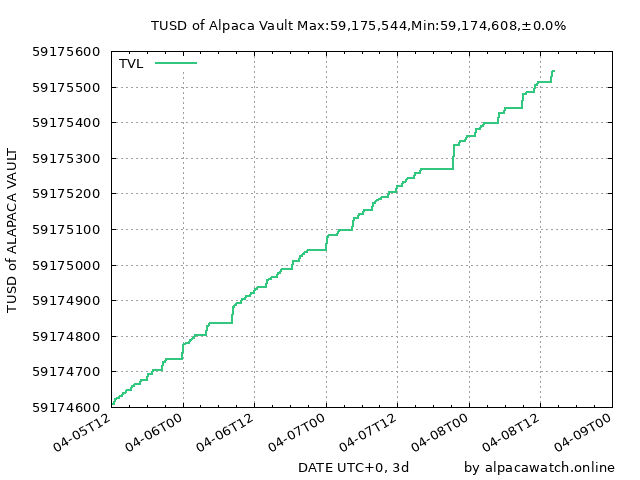 TUSD of Alpaca Vault Max:59,175,544,Min:59,174,608,±0.0%
TVL
59175600
59175500
59175400
59175300
59175200
59175100
59175000
59174900
59174800
59174700
59174600
TUSD of ALAPACA VAULT
04-05T12
04-06T00
04-06T12
04-07T00
04-07T12
04-08T00
04-08T12
04-09T00
DATE UTC+0, 3d
by alpacawatch.online